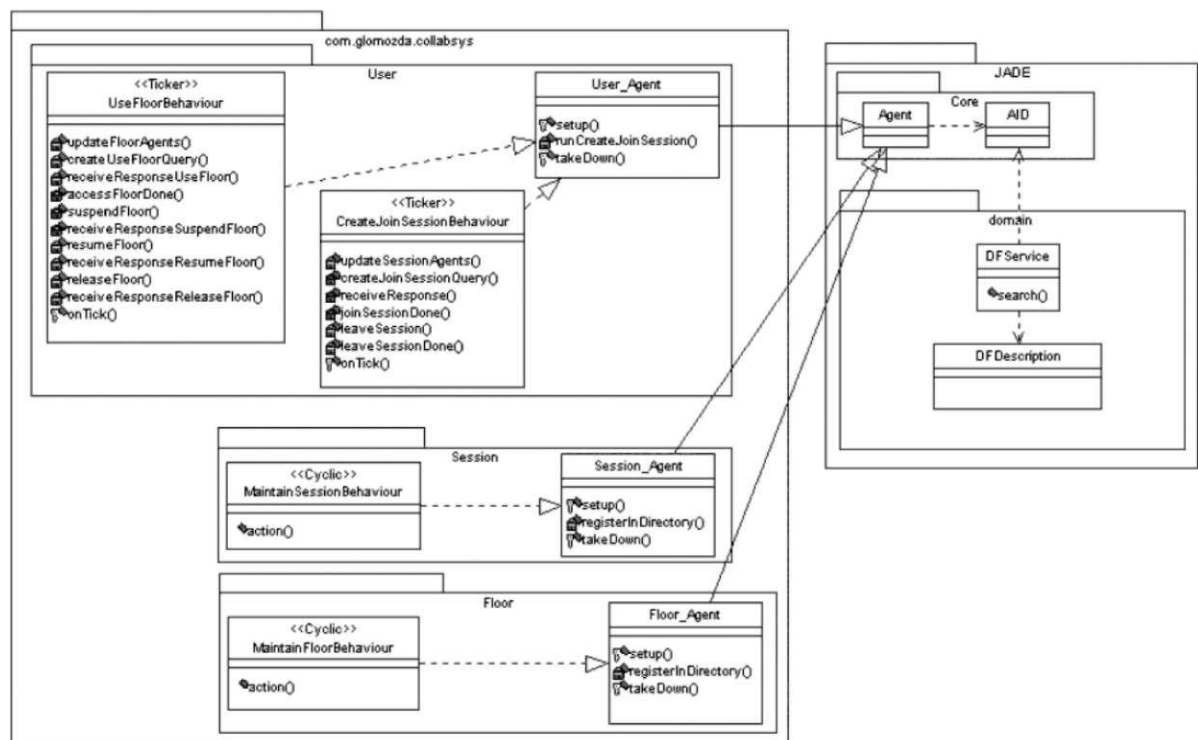 com.glomozda.collabsys
User
<<Ticker>>
UseFloorBehaviour
updateFloorAgents()
createUseFloorQuery()
receiveResponseUseFloor()
accessFloorDone()
suspendFloor()
receiveResponseSuspendFloor()
resumeFloor()
receiveResponseResumeFloor()
releaseFloor()
receiveResponseReleaseFloor()
onTick()
User_Agent
setup()
runCreateJoinSession()
takeDown()
<<Ticker>>
CreateJoinSessionBehaviour
updateSessionAgents()
createJoinSessionQuery()
receiveResponse()
joinSessionDone()
leaveSession()
leaveSessionDone()
onTick()
Session
<<Cyclic>>
MaintainSessionBehaviour
action()
Session_Agent
setup()
registerInDirectory()
takeDown()
Floor
<<Cyclic>>
MaintainFloorBehaviour
action()
Floor_Agent
setup()
registerInDirectory()
takeDown()
JADE
Core
Agent
AID
domain
DFService
search()
DFDescription